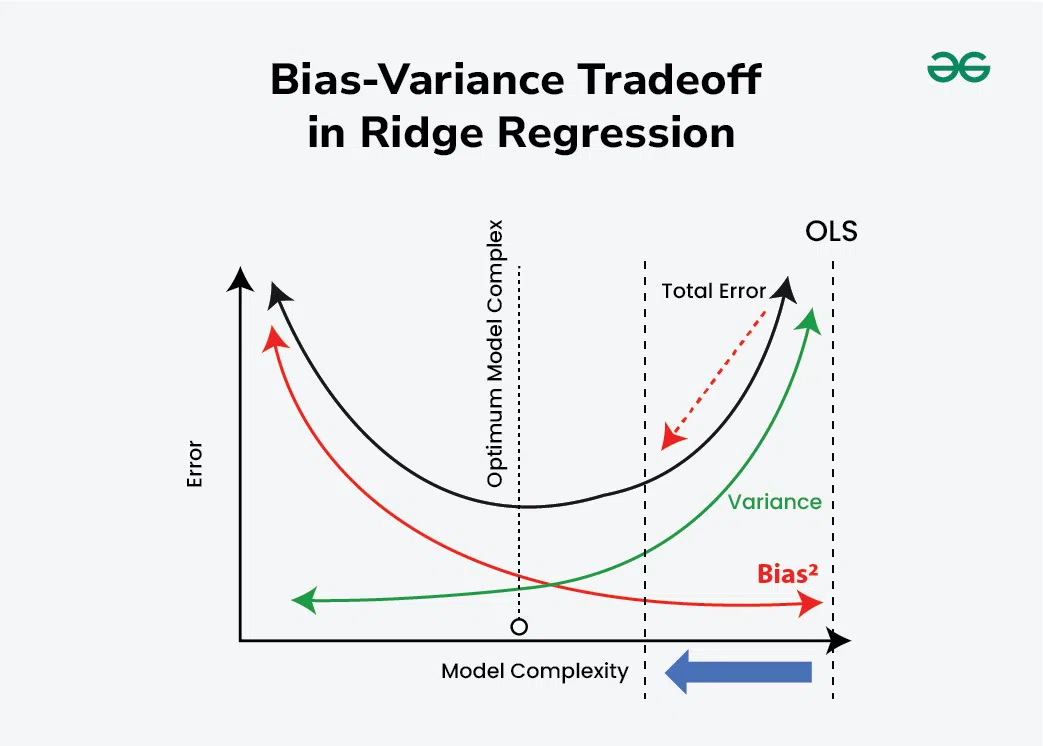 Bias-Variance Tradeoff
in Ridge Regression
OLS
Optimum Model Complex
Total Error
Error
Variance
Bias²
Model Complexity